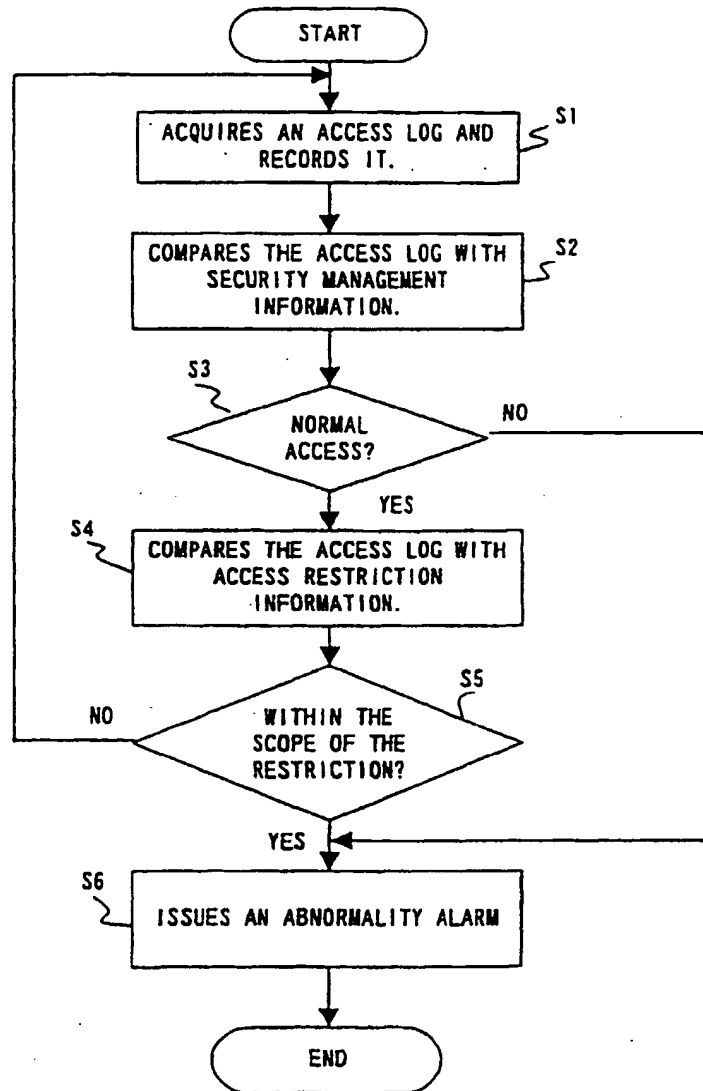 START
ACQUIRES AN ACCESS LOG AND
RECORDS IT.
S1
COMPARES THE ACCESS LOG WITH
SECURITY MANAGEMENT
INFORMATION.
S2
S3
NORMAL
ACCESS?
NO
YES
S4
COMPARES THE ACCESS LOG WITH
ACCESS RESTRICTION
INFORMATION.
S5
NO
WITHIN THE
SCOPE OF THE
RESTRICTION?
YES
S6
ISSUES AN ABNORMALITY ALARM
END